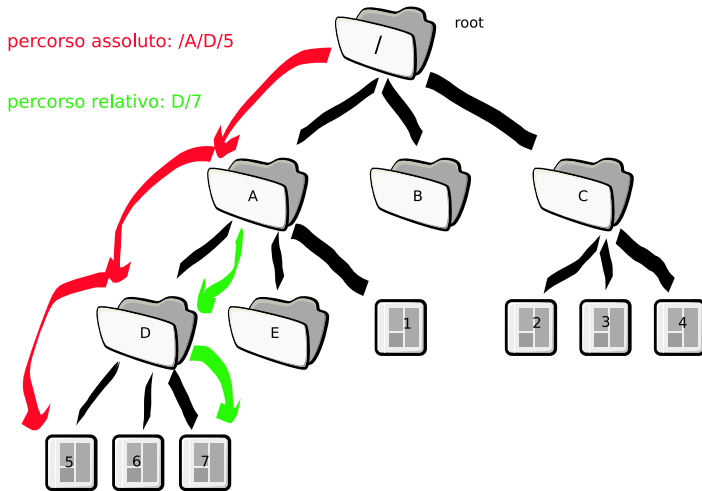 /
root
percorso assoluto: /A/D/5
percorso relativo: D/7
A
B
C
D
E
1
2
3
4
5
6
7